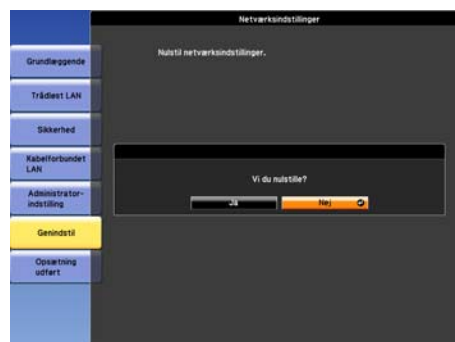 Netværksindstillinger
Nulstil netværksindstillinger.
Grundlæggende
Trådløst LAN
Sikkerhed
Kabelforbundet
LAN
Administrator-
indstilling
Genindstil
Opsætning
udført
Vi du nulstille?
Ja
Nej